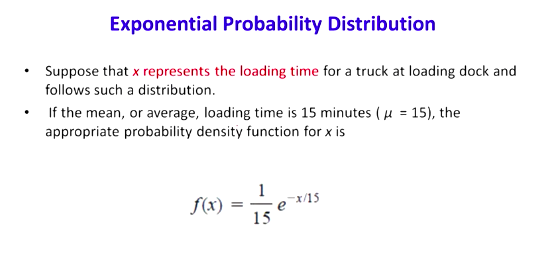 Exponential Probability Distribution
• Suppose that x represents the loading time for a truck at loading dock and
follows such a distribution.
• If the mean, or average, loading time is 15 minutes ( μ = 15), the
appropriate probability density function for x is
f(x) = 1/15 e^(−x/15)